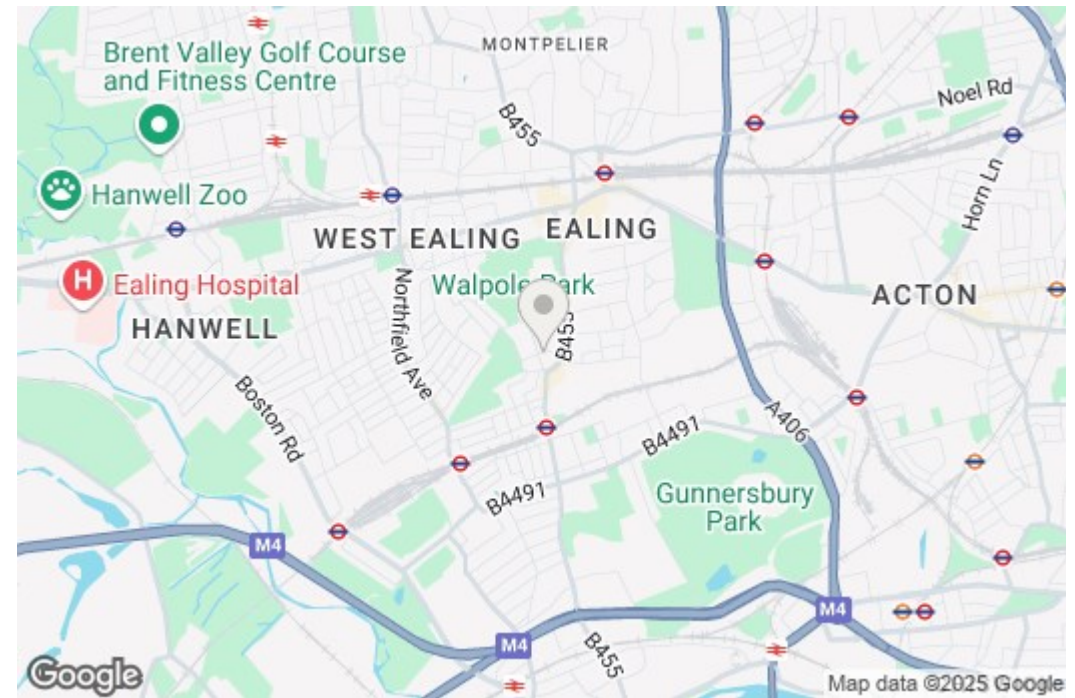 MONTPELIER
Brent Valley Golf Course
and Fitness Centre
Noel Rd
B455
Hanwell Zoo
Horn Ln
WEST EALING
EALING
Ealing Hospital
H
Walpole Park
ACTON
HANWELL
Northfield Ave
B455
Boston Rd
A406
B4491
B4491
Gunnersbury
Park
M4
M4
M4
B455
Google
Map data ©2025 Google